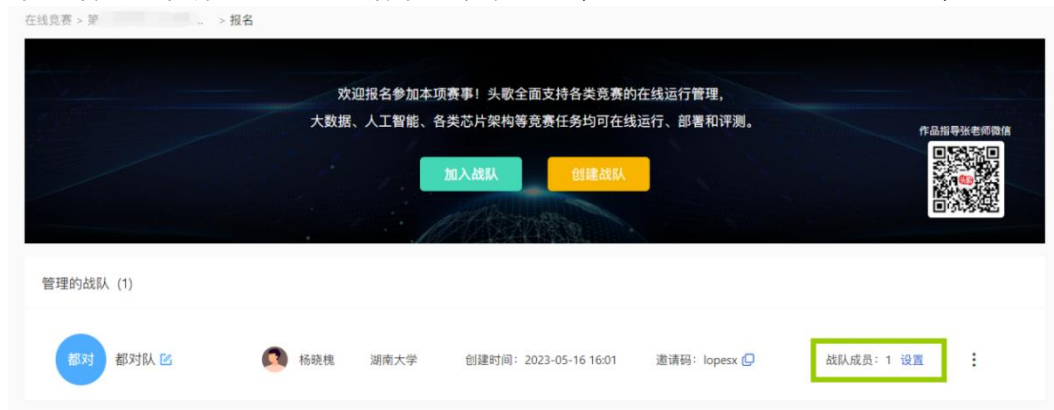 在线竞赛 > 第 .. > 报名
欢迎报名参加本项赛事！头歌全面支持各类竞赛的在线运行管理，
大数据、人工智能、各类芯片架构等竞赛任务均可在线运行、部署和评测。
作品指导张老师微信
加入战队 创建战队
管理的战队 (1)
都对 都对队 杨晓槐 湖南大学 创建时间：2023-05-16 16:01 邀请码：lopesx 战队成员：1 设置